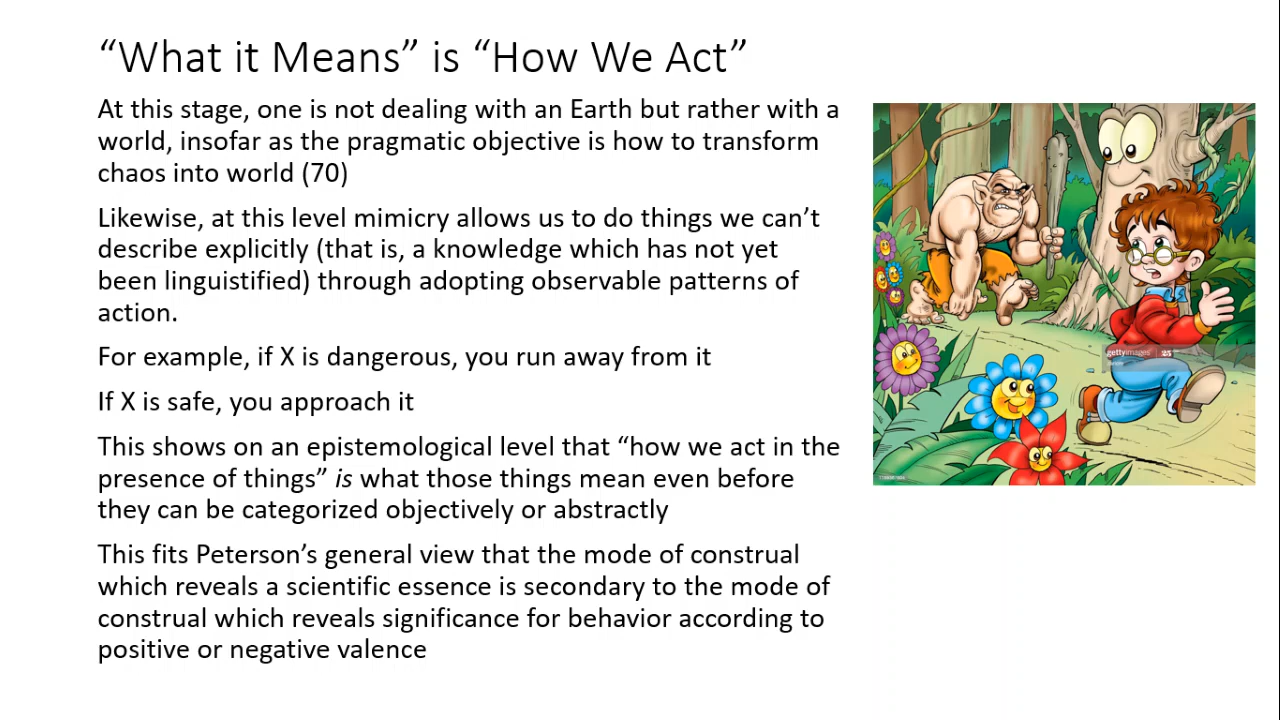 “What it Means” is “How We Act”
At this stage, one is not dealing with an Earth but rather with a
world, insofar as the pragmatic objective is how to transform
chaos into world (70)
Likewise, at this level mimicry allows us to do things we can’t
describe explicitly (that is, a knowledge which has not yet
been linguistified) through adopting observable patterns of
action.
For example, if X is dangerous, you run away from it
If X is safe, you approach it
This shows on an epistemological level that “how we act in the
presence of things” is what those things mean even before
they can be categorized objectively or abstractly
This fits Peterson’s general view that the mode of construal
which reveals a scientific essence is secondary to the mode of
construal which reveals significance for behavior according to
positive or negative valence
gettyimages